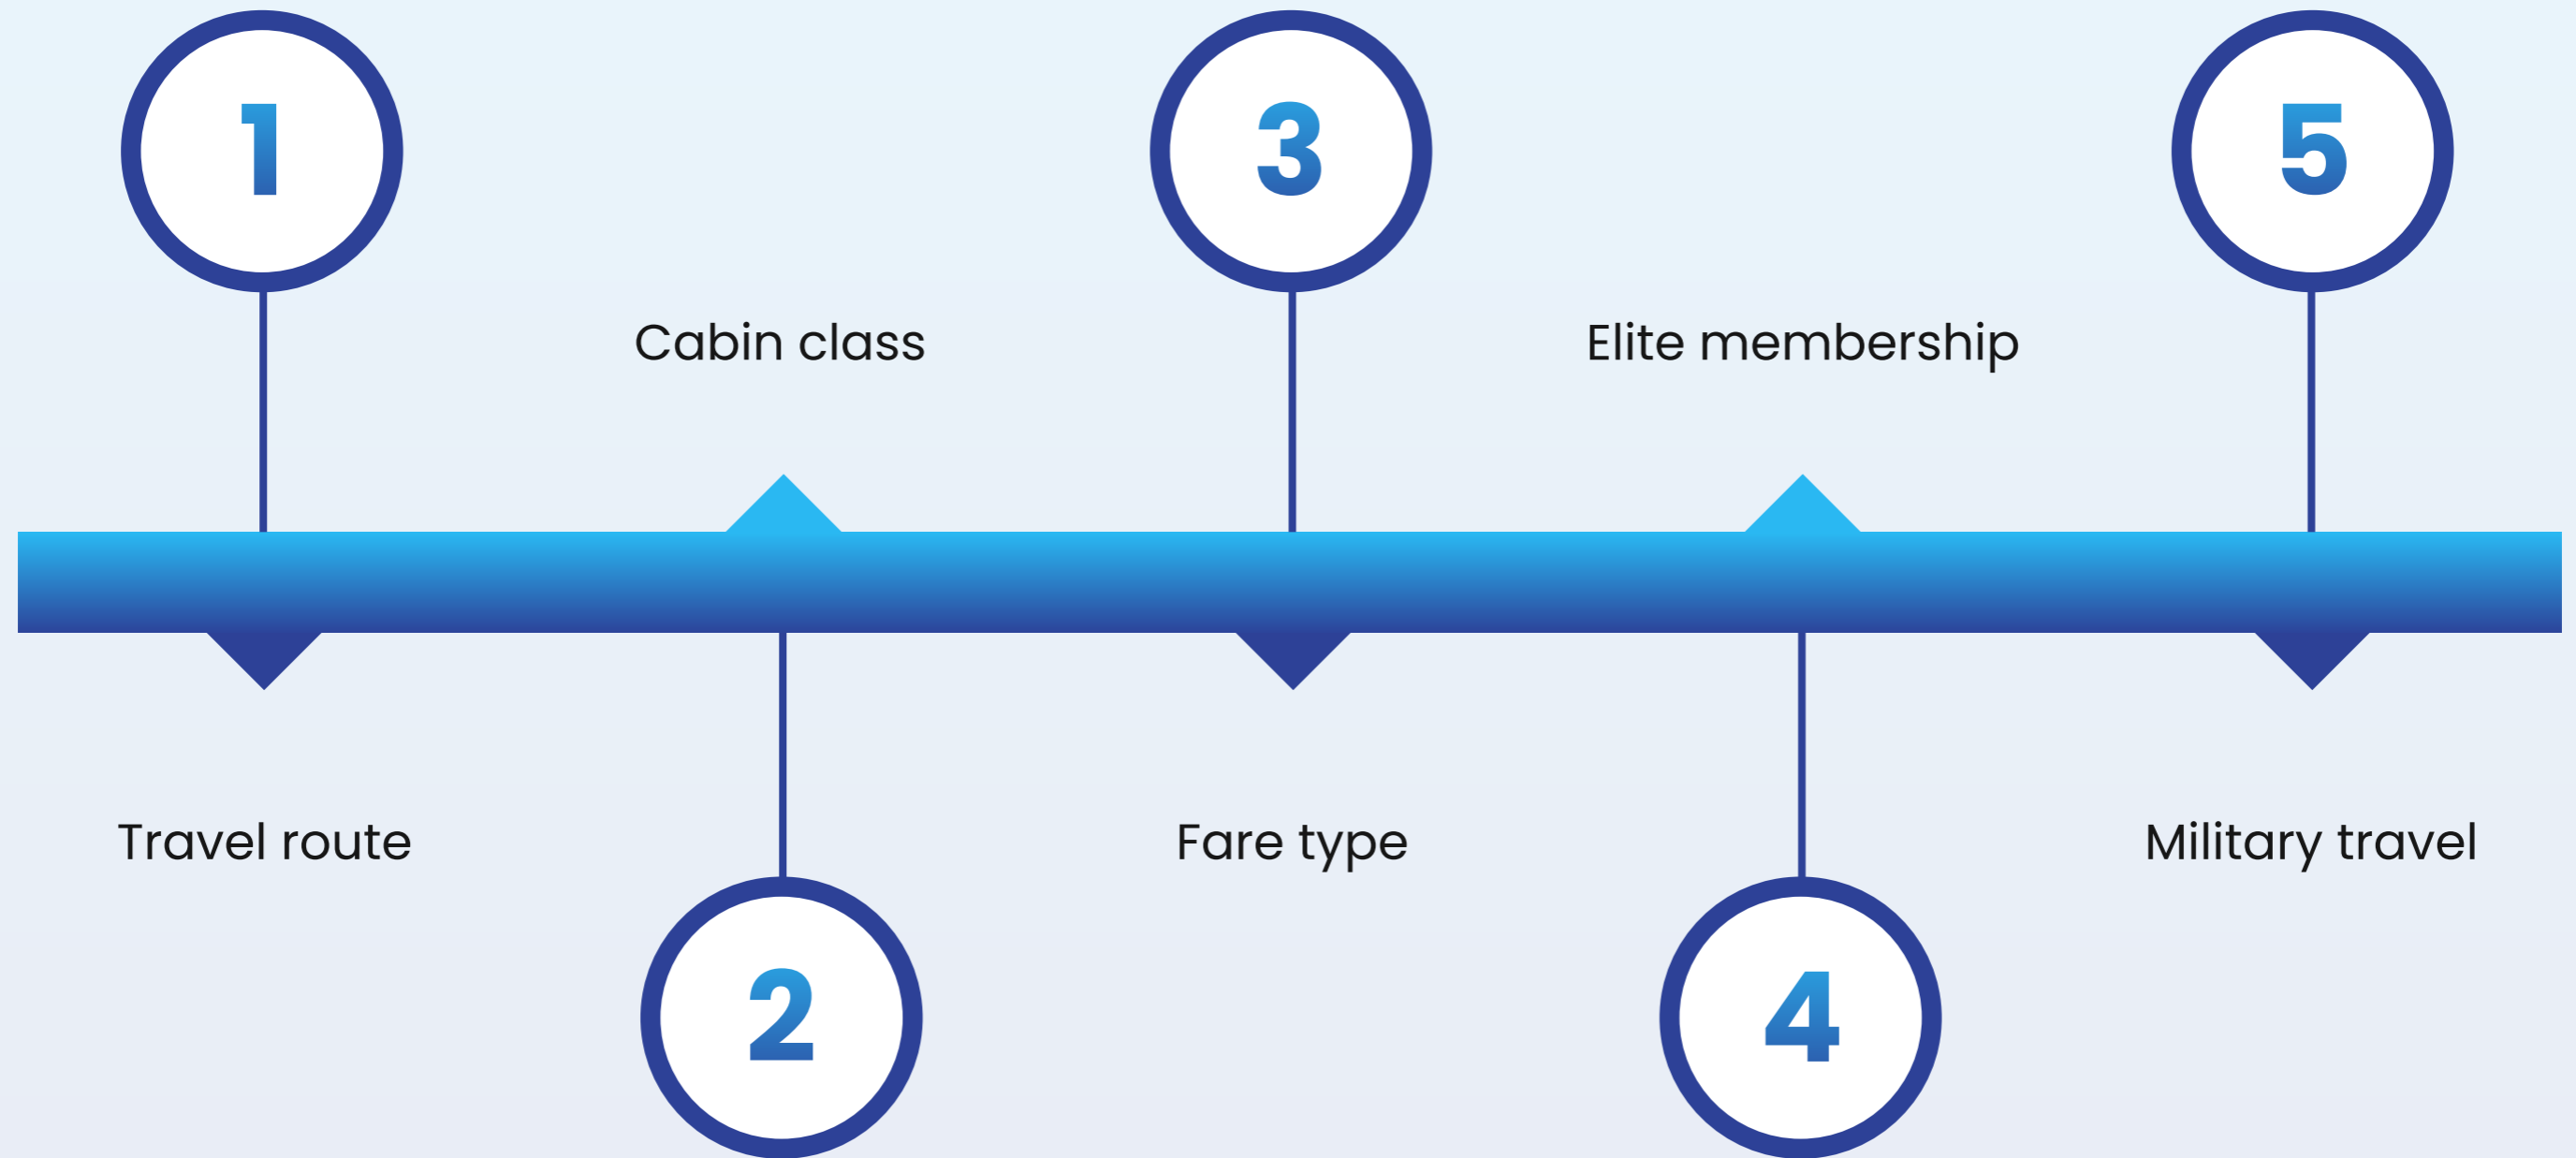 1
Travel route
2
Cabin class
3
Fare type
4
Elite membership
5
Military travel